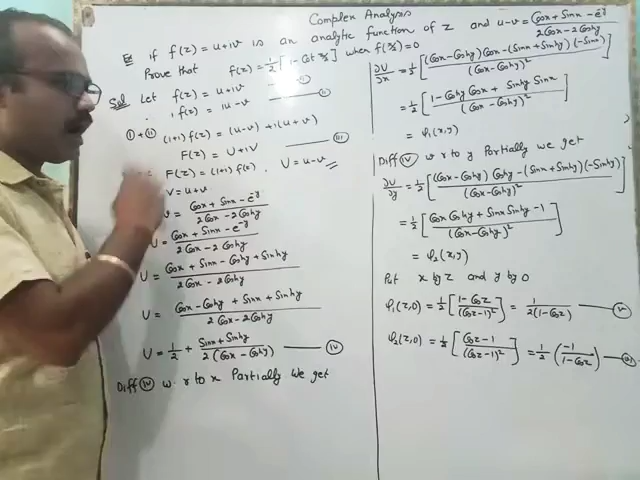 Complex Analysis
Ex if f(z) = u+iv is an analytic function of z and u-v = (Cosx + Sinx - e^-y)/(2Cosx - 2Coshy)
Prove that f(z) = 1/2 [1 - Cot z/2] when f(π/2) = 0
Sol Let f(z) = u+iv —— (i)
i f(z) = iu - v —— (ii)
(i) + (ii) (1+i) f(z) = (u-v) + i(u+v)
F(z) = U + iV —— (iii)
F(z) = (1+i) f(z), U = u-v
V = u+v
= (Cosx + Sinx - e^-y)/(2Cosx - 2Coshy)
U = (Cosx + Sinx - e^-y)/(2Cosx - 2Coshy)
U = (Cosx + Sinx - Coshy + Sinhy)/(2Cosx - 2Coshy)
U = (Cosx - Coshy + Sinx + Sinhy)/(2Cosx - 2Coshy)
U = 1/2 + (Sinx + Sinhy)/(2(Cosx - Coshy)) —— (iv)
Diff (iv) w. r to x Partially we get
∂U/∂x = 1/2 [((Cosx - Coshy) Cosx - (Sinx + Sinhy)(-Sinx))/(Cosx - Coshy)^2]
= 1/2 [(1 - Coshy Cosx + Sinhy Sinx)/(Cosx - Coshy)^2]
= φ1(x,y)
Diff (iv) w r to y Partially we get
∂U/∂y = 1/2 [((Cosx - Coshy) Coshy - (Sinx + Sinhy)(-Sinhy))/(Cosx - Coshy)^2]
= 1/2 [(Cosx Coshy + Sinx Sinhy - 1)/(Cosx - Coshy)^2]
= φ2(x,y)
Put x by z and y by 0
φ1(z,0) = 1/2 [(1 - Cosz)/(Cosz - 1)^2] = 1/(2(1 - Cosz)) —— (v)
φ2(z,0) = 1/2 [(Cosz - 1)/(Cosz - 1)^2] = 1/2 (-1/(1 - Cosz)) —— (vi)